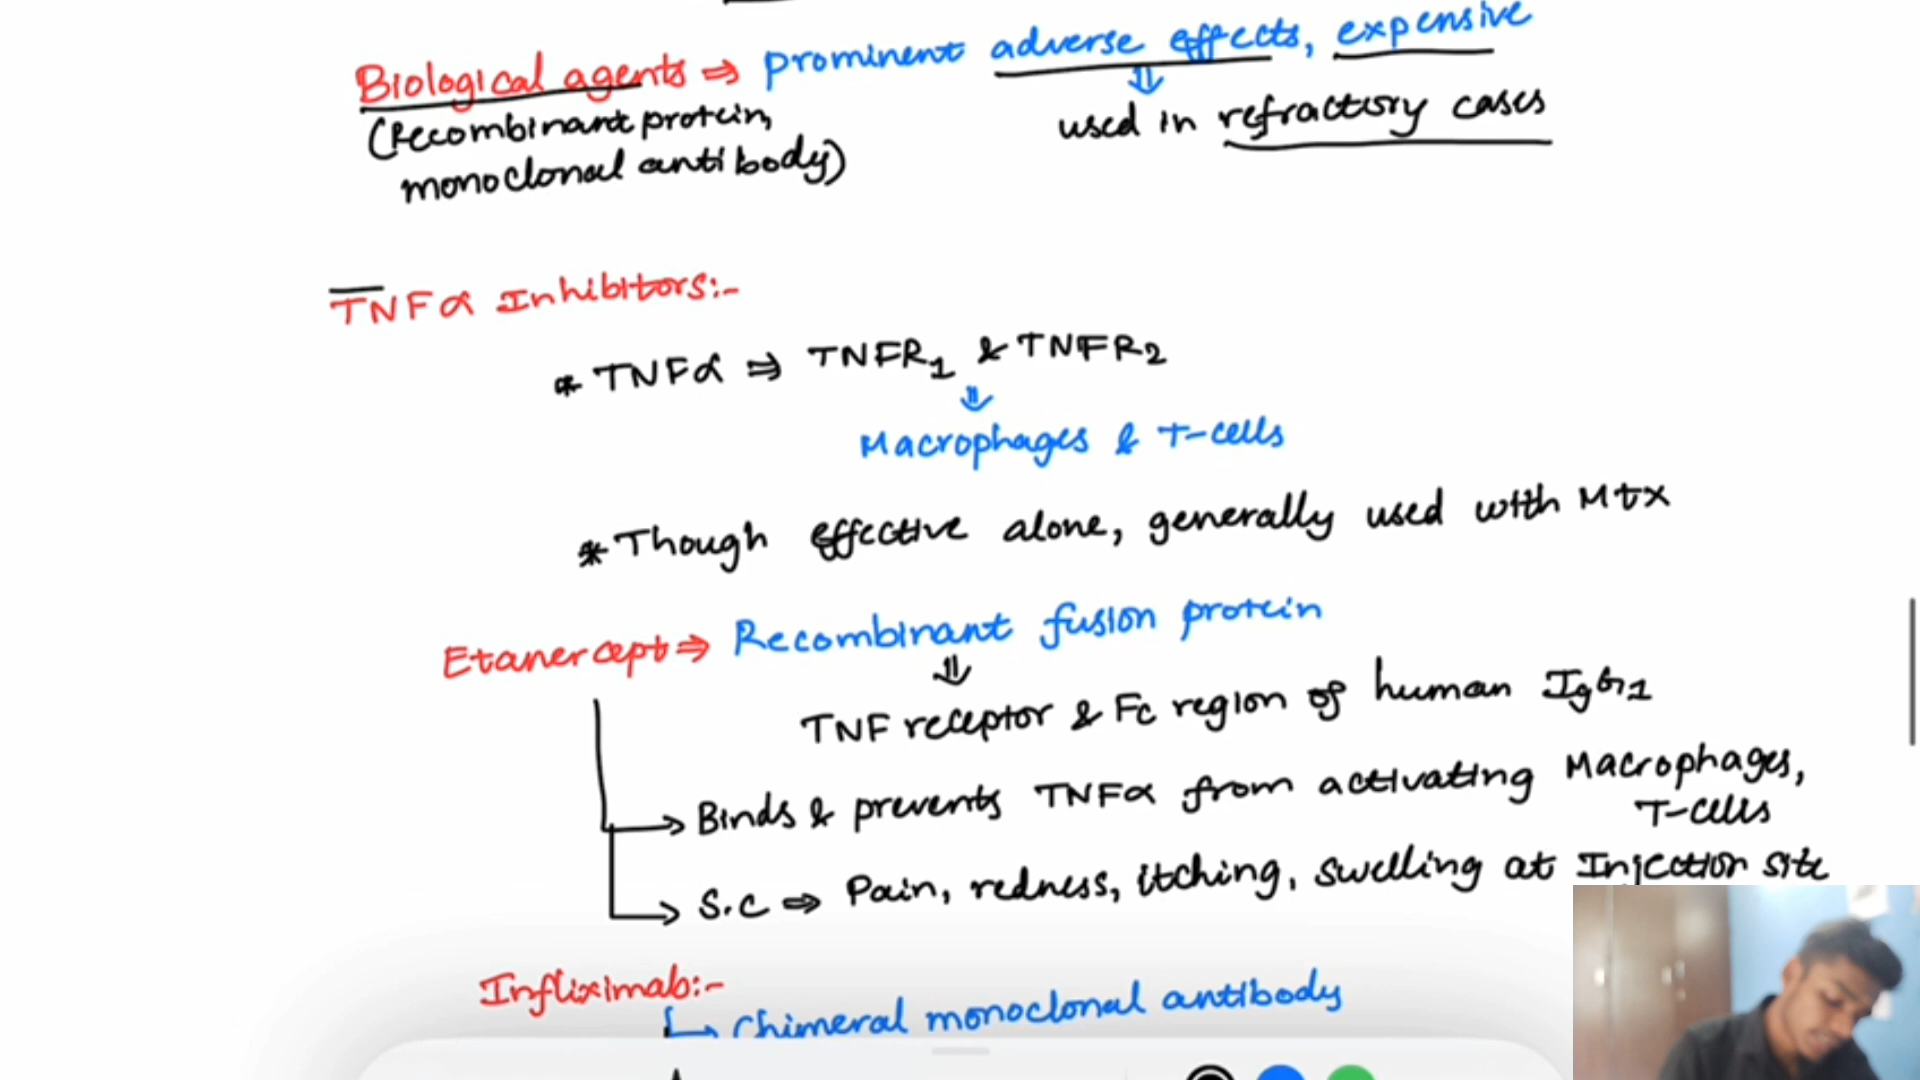 Biological agents ⇒ prominent adverse effects, expensive
(Recombinant protein,
monoclonal antibody)
⇓
used in refractory cases
TNFα Inhibitors:-
* TNFα ⇒ TNFR1 & TNFR2
⇓
Macrophages & T-cells
* Though effective alone, generally used with Mtx
Etanercept ⇒ Recombinant fusion protein
⇓
TNF receptor & Fc region of human IgG1
→ Binds & prevents TNFα from activating Macrophages,
T-cells
→ S.C ⇒ Pain, redness, itching, swelling at Injection site
Infliximab:-
→ Chimeral monoclonal antibody